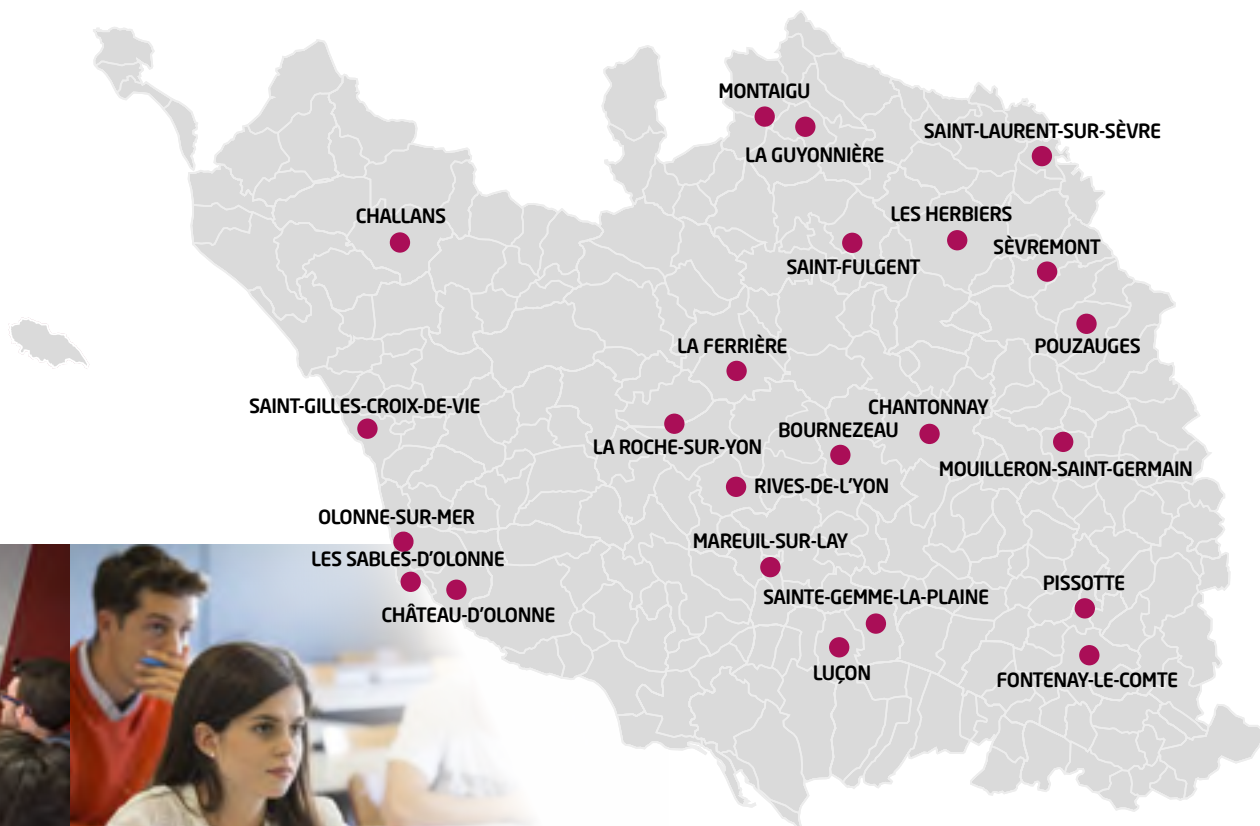 MONTAIGU
SAINT-LAURENT-SUR-SÈVRE
LA GUYONNIÈRE
CHALLANS
LES HERBIERS
SÈVREMONT
SAINT-FULGENT
LA FERRIÈRE
POUZAUGES
SAINT-GILLES-CROIX-DE-VIE
CHANTONNAY
BOURNEZEAU
LA ROCHE-SUR-YON
MOUILLERON-SAINT-GERMAIN
RIVES-DE-L'YON
OLONNE-SUR-MER
MAREUIL-SUR-LAY
LES SABLES-D'OLONNE
PISSOTTE
SAINTE-GEMME-LA-PLAINE
CHÂTEAU-D'OLONNE
LUÇON
FONTENAY-LE-COMTE